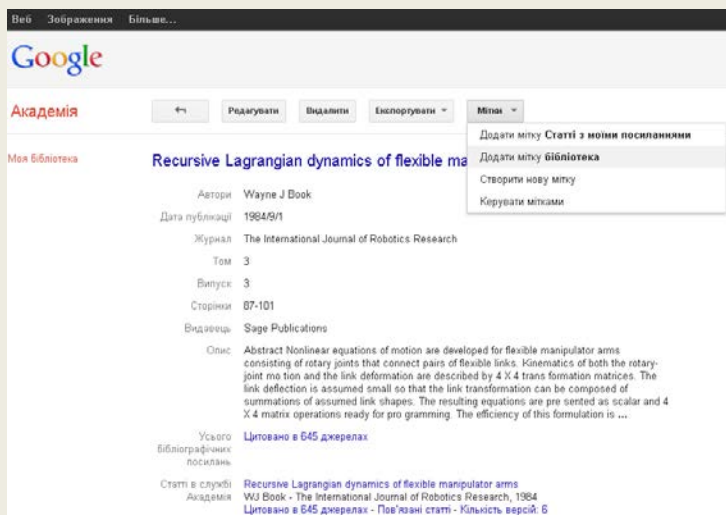 Веб Зображення Більше...
Google
Академія
Редагувати Видалити Експортувати Мітки
Додати мітку Статті з моїми посиланнями
Додати мітку бібліотека
Створити нову мітку
Керувати мітками
Моя бібліотека
Recursive Lagrangian dynamics of flexible ma
Автори Wayne J Book
Дата публікації 1984/9/1
Журнал The International Journal of Robotics Research
Том 3
Випуск 3
Сторінки 87-101
Видавець Sage Publications
Опис Abstract Nonlinear equations of motion are developed for flexible manipulator arms
consisting of rotary joints that connect pairs of flexible links. Kinematics of both the rotary-
joint mo tion and the link deformation are described by 4 X 4 trans formation matrices. The
link deflection is assumed small so that the link transformation can be composed of
summations of assumed link shapes. The resulting equations are pre sented as scalar and 4
X 4 matrix operations ready for pro gramming. The efficiency of this formulation is ...
Усього Цитовано в 645 джерелах
бібліографічних
посилань
Статті в службі Recursive Lagrangian dynamics of flexible manipulator arms
Академія WJ Book - The International Journal of Robotics Research, 1984
Цитовано в 645 джерелах - Пов'язані статті - Кількість версій: 6